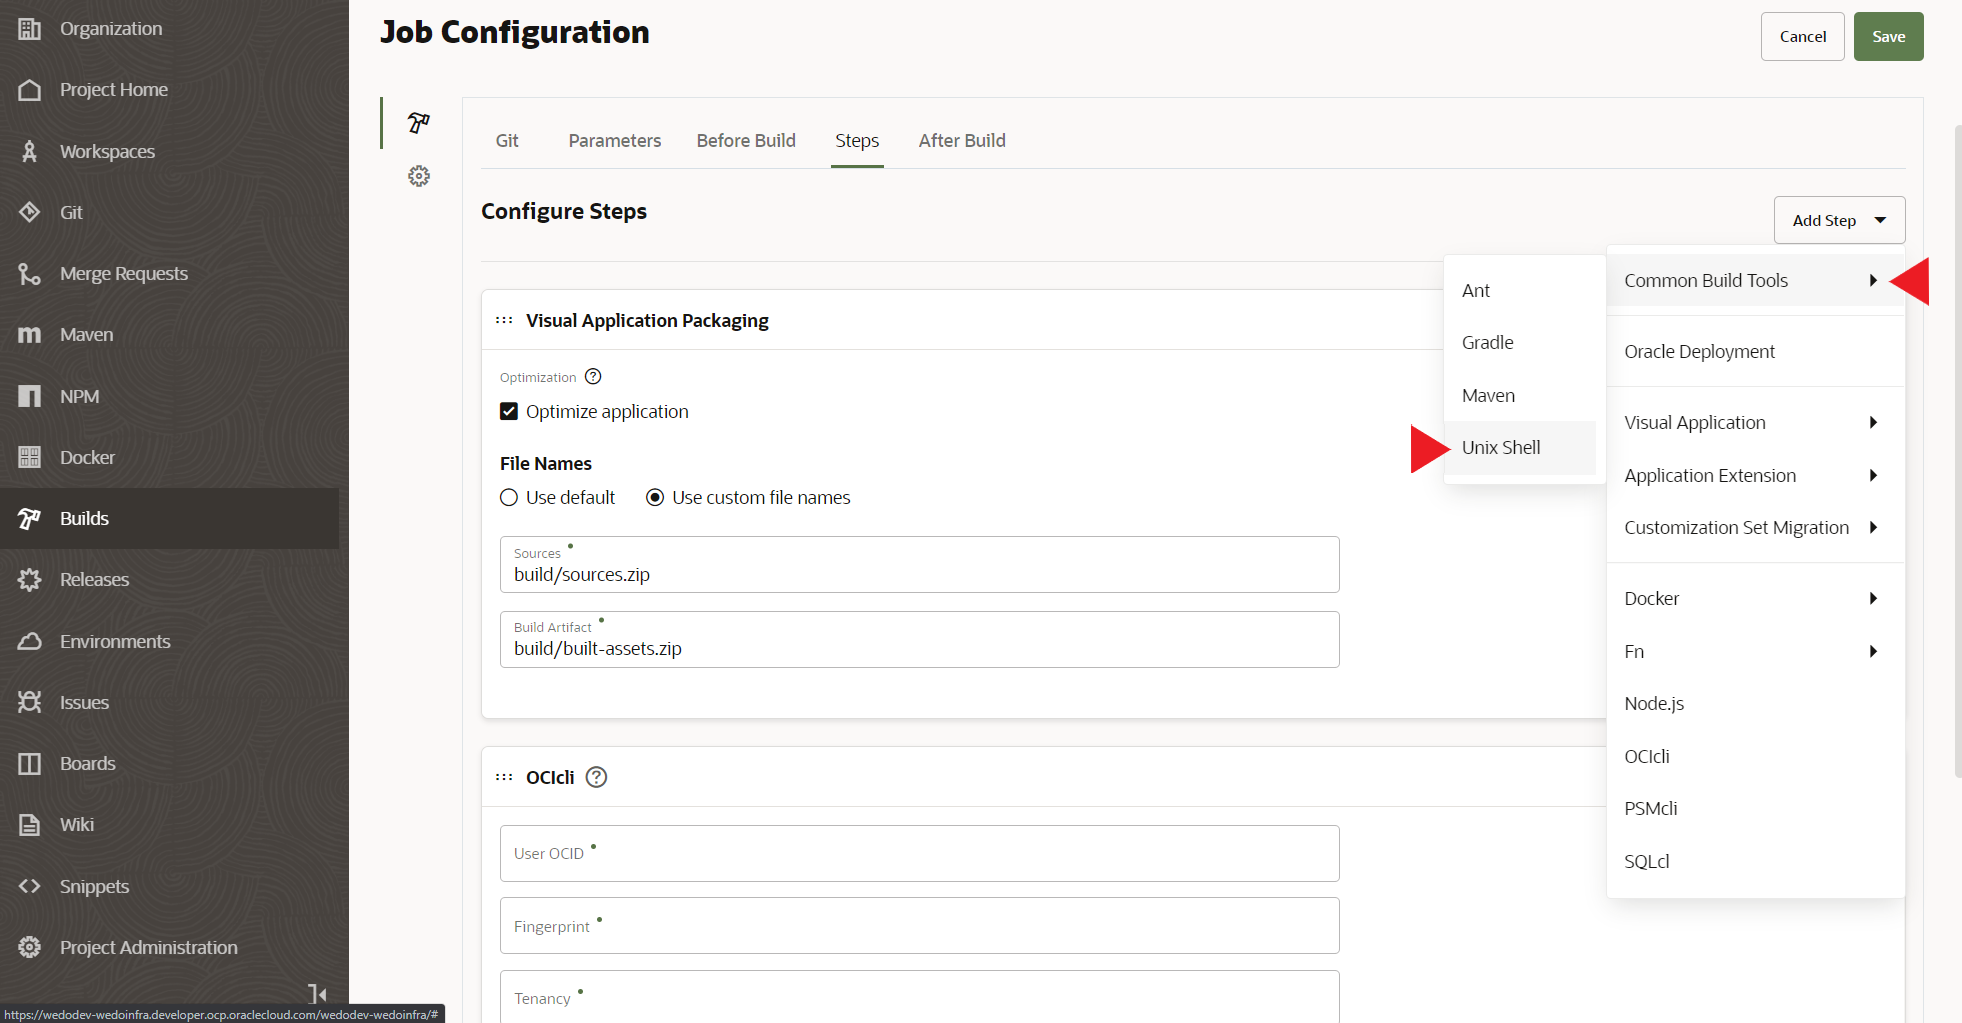 Organization
Project Home
Workspaces
Git
Merge Requests
Maven
NPM
Docker
Builds
Releases
Environments
Issues
Boards
Wiki
Snippets
Project Administration
https://wedodev-wedoinfra.developer.ocp.oraclecloud.com/wedodev-wedoinfra/#
Job Configuration
Cancel
Save
Git
Parameters
Before Build
Steps
After Build
Configure Steps
Add Step
Visual Application Packaging
Optimization
Optimize application
File Names
Use default
Use custom file names
Sources
build/sources.zip
Build Artifact
build/built-assets.zip
OCIcli
User OCID
Fingerprint
Tenancy
Ant
Gradle
Maven
Unix Shell
Common Build Tools
Oracle Deployment
Visual Application
Application Extension
Customization Set Migration
Docker
Fn
Node.js
OCIcli
PSMcli
SQLcl